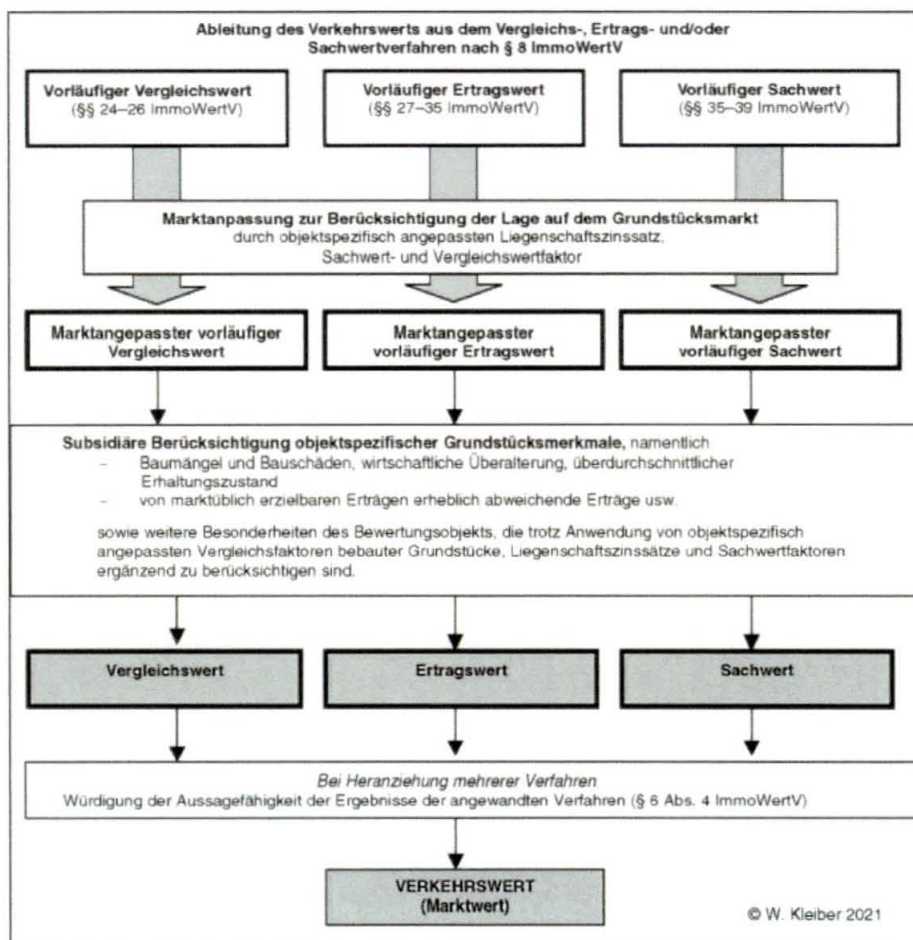 Ableitung des Verkehrswerts aus dem Vergleichs-, Ertrags- und/oder
Sachwertverfahren nach § 8 ImmoWertV
Vorläufiger Vergleichswert
(§§ 24–26 ImmoWertV)
Vorläufiger Ertragswert
(§§ 27–35 ImmoWertV)
Vorläufiger Sachwert
(§§ 35–39 ImmoWertV)
Marktanpassung zur Berücksichtigung der Lage auf dem Grundstücksmarkt
durch objektspezifisch angepassten Liegenschaftszinssatz,
Sachwert- und Vergleichswertfaktor
Marktangepasster vorläufiger
Vergleichswert
Marktangepasster
vorläufiger Ertragswert
Marktangepasster
vorläufiger Sachwert
Subsidiäre Berücksichtigung objektspezifischer Grundstücksmerkmale, namentlich
– Baumängel und Bauschäden, wirtschaftliche Überalterung, überdurchschnittlicher
Erhaltungszustand
– von marktüblich erzielbaren Erträgen erheblich abweichende Erträge usw.
sowie weitere Besonderheiten des Bewertungsobjekts, die trotz Anwendung von objektspezifisch
angepassten Vergleichsfaktoren bebauter Grundstücke, Liegenschaftszinssätze und Sachwertfaktoren
ergänzend zu berücksichtigen sind.
Vergleichswert
Ertragswert
Sachwert
Bei Heranziehung mehrerer Verfahren
Würdigung der Aussagefähigkeit der Ergebnisse der angewandten Verfahren (§ 6 Abs. 4 ImmoWertV)
VERKEHRSWERT
(Marktwert)
© W. Kleiber 2021